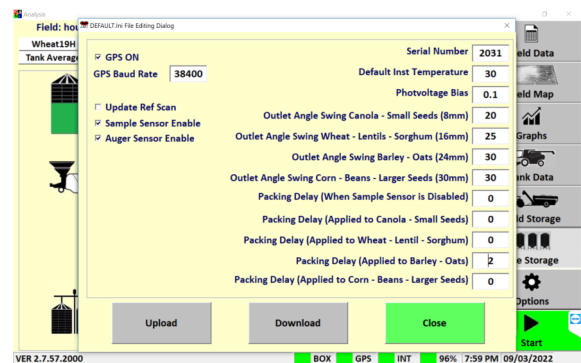 Analysis
Field: hou
DEFAULT.Ini File Editing Dialog
Wheat19H
Tank Average
GPS ON
GPS Baud Rate 38400
Update Ref Scan
Sample Sensor Enable
Auger Sensor Enable
Serial Number 2031
Default Inst Temperature 30
Photvoltage Bias 0.1
Outlet Angle Swing Canola - Small Seeds (8mm) 20
Outlet Angle Swing Wheat - Lentils - Sorghum (16mm) 25
Outlet Angle Swing Barley - Oats (24mm) 30
Outlet Angle Swing Corn - Beans - Larger Seeds (30mm) 30
Packing Delay (When Sample Sensor is Disabled) 0
Packing Delay (Applied to Canola - Small Seeds) 0
Packing Delay (Applied to Wheat - Lentil - Sorghum) 0
Packing Delay (Applied to Barley - Oats) 2
Packing Delay (Applied to Corn - Beans - Larger Seeds) 0
Upload Download Close
eld Data
eld Map
Graphs
nk Data
d Storage
e Storage
Options
Start
VER 2.7.57.2000 BOX GPS INT 96% 7:59 PM 09/03/2022